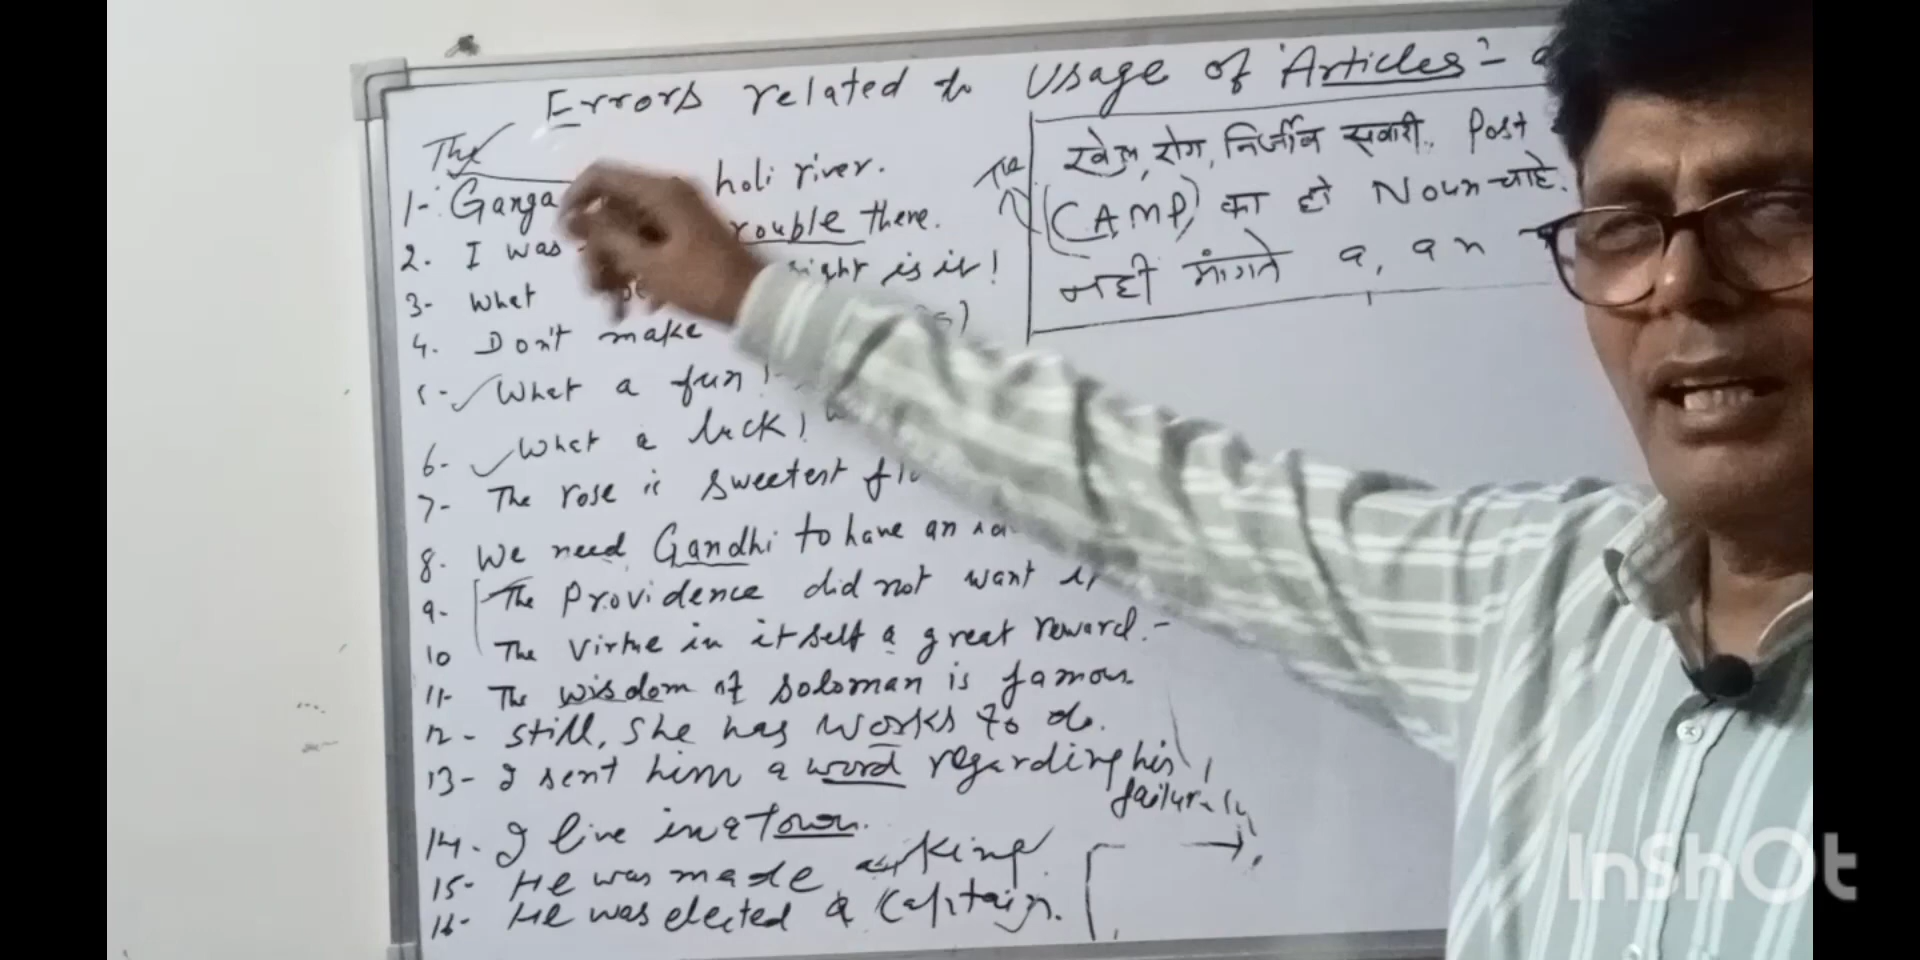 Errors related to Usage of Articles:-
The
1- Ganga holi river.
2. I was there.
3- What is it!
4. Don't make
5- What a fun!
6- What a luck!
7- The rose is sweetest
8. We need Gandhi to have an
9- The Providence did not want
10 The virtue in itself a great reward.-
11- The wisdom of Soloman is famous
12- Still, She has works to do.
13- I sent him a word regarding his
failure
14- I live in a town.
15- He was made a king
16- He was elected a Captain.
खेल, रोग, निर्जीव सवारी, Post
The
(CAMP) का हो Noun चाहे.
नहीं मांगते a, an
InShOt